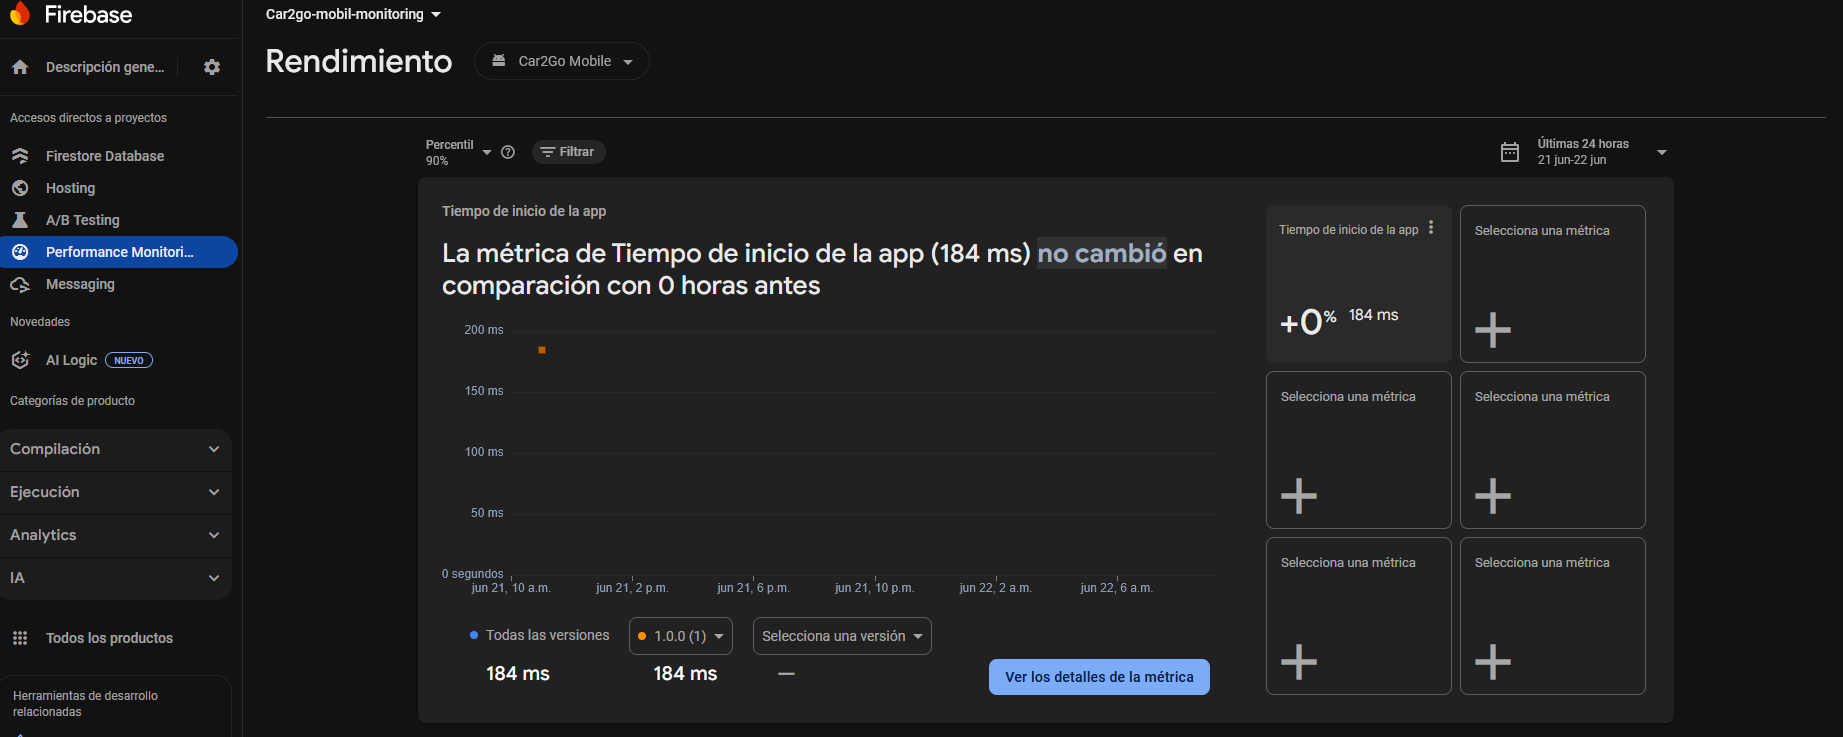 Firebase
Descripción gene...
Accesos directos a proyectos
Firestore Database
Hosting
A/B Testing
Performance Monitori...
Messaging
Novedades
AI Logic NUEVO
Categorías de producto
Compilación
Ejecución
Analytics
IA
Todos los productos
Herramientas de desarrollo
relacionadas
Car2go-mobil-monitoring
Rendimiento
Car2Go Mobile
Percentil
90%
Filtrar
Últimas 24 horas
21 jun-22 jun
Tiempo de inicio de la app
La métrica de Tiempo de inicio de la app (184 ms) no cambió en
comparación con 0 horas antes
200 ms
150 ms
100 ms
50 ms
0 segundos
jun 21, 10 a.m. jun 21, 2 p.m. jun 21, 6 p.m. jun 21, 10 p.m. jun 22, 2 a.m. jun 22, 6 a.m.
Todas las versiones 1.0.0 (1) Selecciona una versión
184 ms 184 ms —
Ver los detalles de la métrica
Tiempo de inicio de la app
+0% 184 ms
Selecciona una métrica
Selecciona una métrica
Selecciona una métrica
Selecciona una métrica
Selecciona una métrica